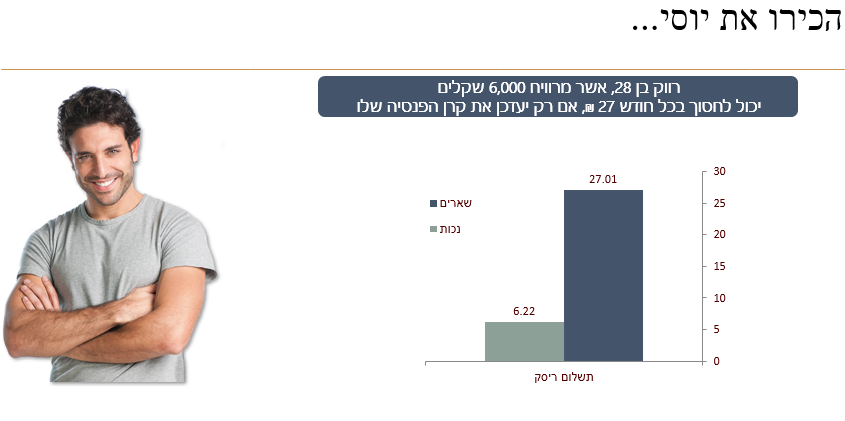 הכירו את יוסי...
רווק בן 28, אשר מרוויח 6,000 שקלים
יכול לחסוך בכל חודש 27 ₪, אם רק יעדכן את קרן הפנסיה שלו
30
25
20
15
10
5
0
27.01
6.22
שארים
נכות
תשלום ריסק